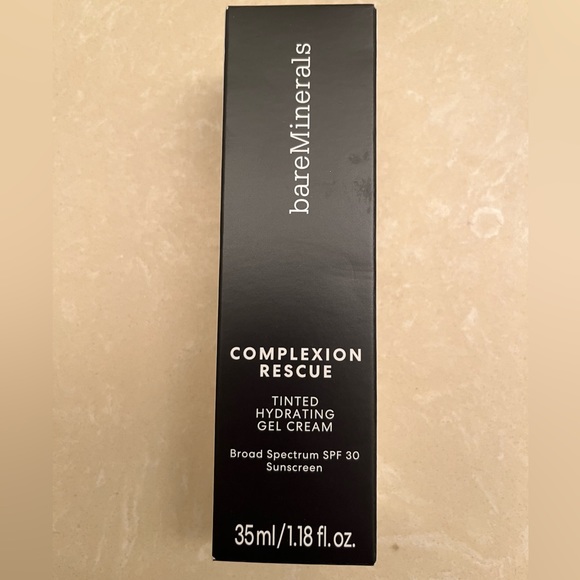 bareMinerals
COMPLEXION
RESCUE
TINTED
HYDRATING
GEL CREAM
Broad Spectrum SPF 30
Sunscreen
35ml/1.18 fl.oz.